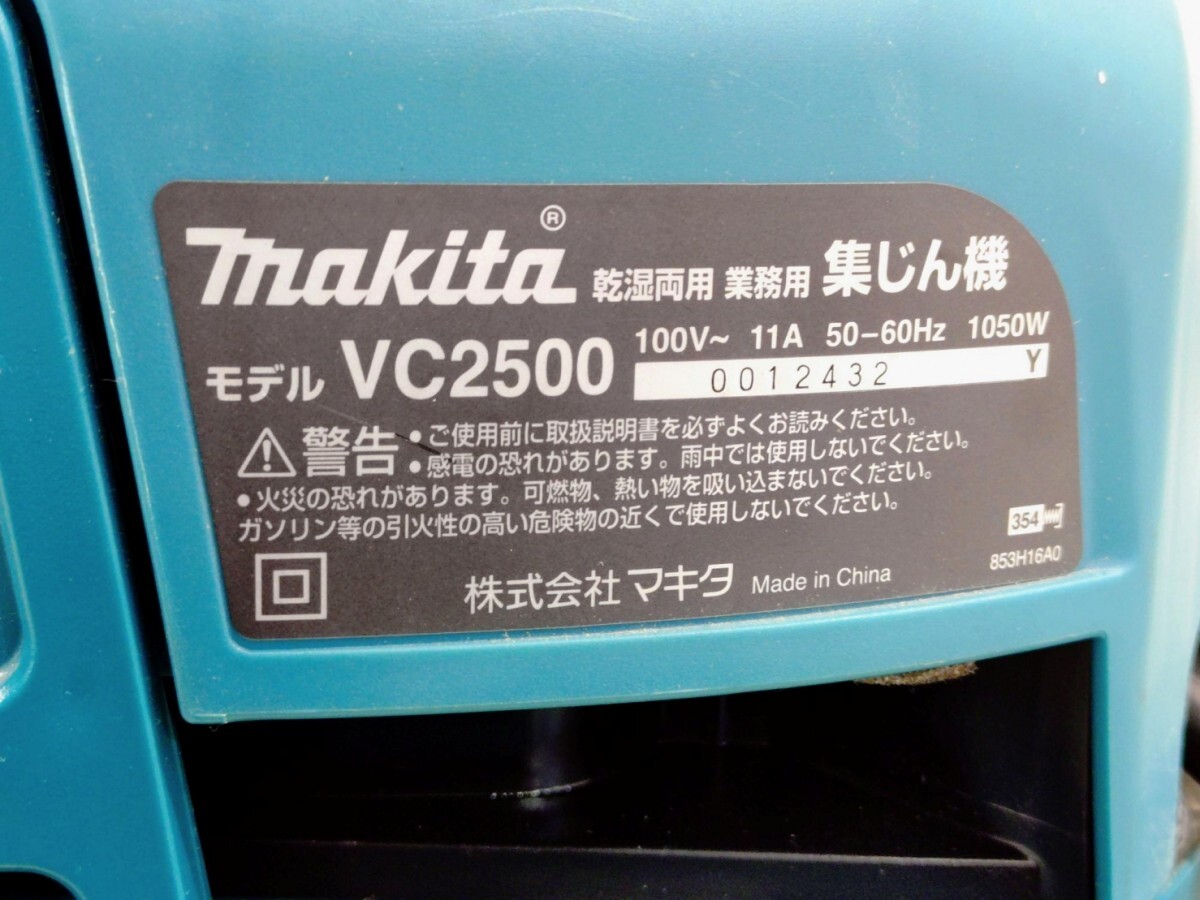 makita® 乾湿両用 業務用 集じん機
モデル VC2500 100V~ 11A 50-60Hz 1050W
0012432 Y
警告 •ご使用前に取扱説明書を必ずよくお読みください。
•感電の恐れがあります。雨中では使用しないでください。
•火災の恐れがあります。可燃物、熱い物を吸い込まないでください。
ガソリン等の引火性の高い危険物の近くで使用しないでください。
354
853H16A0
株式会社 マキタ Made in China